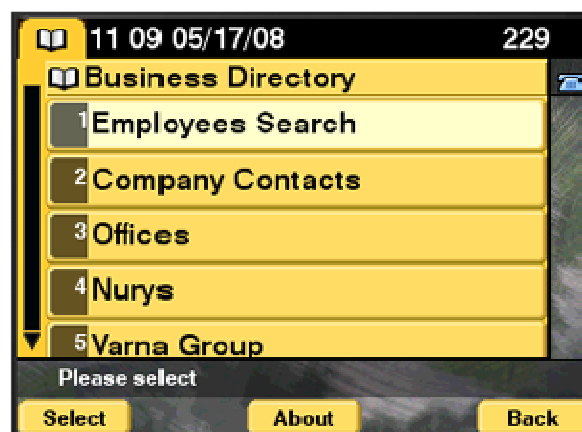 11 09 05/17/08 229
Business Directory
1 Employees Search
2 Company Contacts
3 Offices
4 Nurys
5 Varna Group
Please select
Select About Back